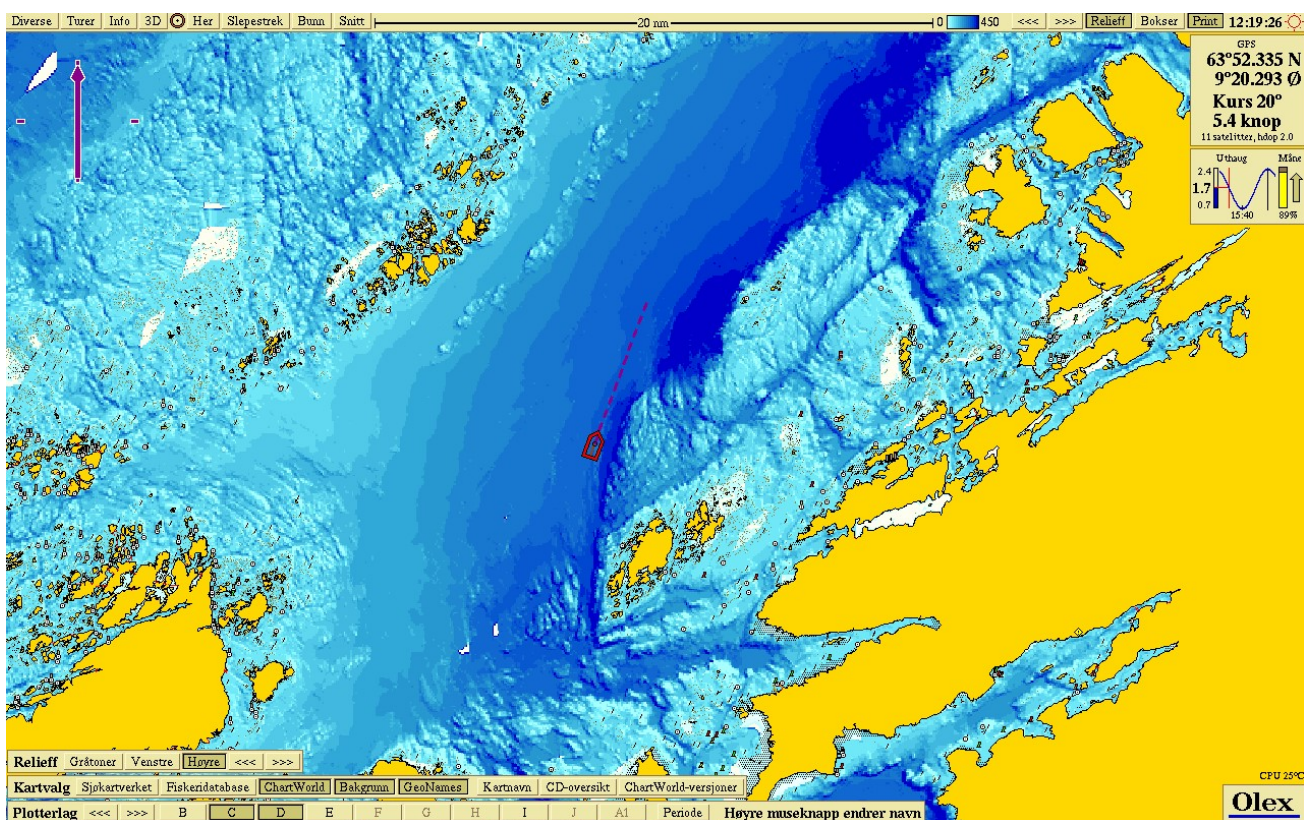 Diverse Turer Info 3D Her Slepestrek Bunn Snitt 20 nm 0 450 <<< >>> Relieff Bokser Print 12:19:26
GPS
63°52.335 N
9°20.293 Ø
Kurs 20°
5.4 knop
11 satelitter, hdop 2.0
Uthaug Måne
2.4
1.7
0.7
15:40 89%
Relieff Gråtoner Venstre Høyre <<< >>>
CPU 25°C
Kartvalg Sjøkartverket Fiskeridatabase ChartWorld Bakgrunn GeoNames Kartnavn CD-oversikt ChartWorld-versjoner
Plotterlag <<< >>> B C D E F G H I J A1 Periode Høyre museknapp endrer navn
Olex